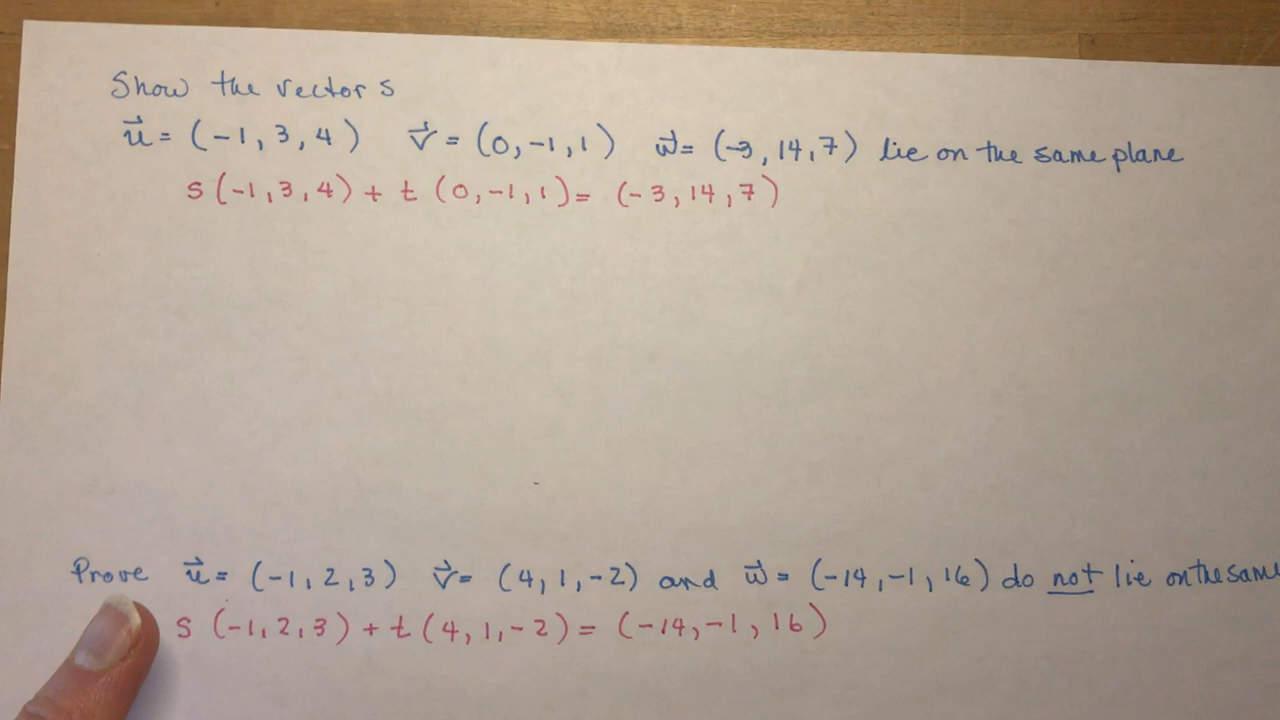 Show the vectors
u⃗ = (-1, 3, 4) v⃗ = (0, -1, 1) w⃗ = (-3, 14, 7) lie on the same plane
s(-1, 3, 4) + t(0, -1, 1) = (-3, 14, 7)
Prove u⃗ = (-1, 2, 3) v⃗ = (4, 1, -2) and w⃗ = (-14, -1, 16) do not lie on the same
s(-1, 2, 3) + t(4, 1, -2) = (-14, -1, 16)